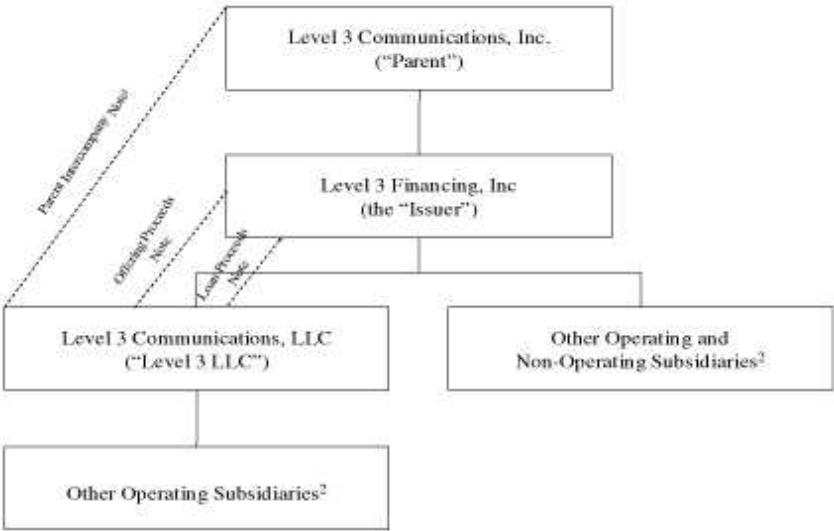 Level 3 Communications, Inc.
(“Parent”)
Parent Intercompany Note
Level 3 Financing, Inc
(the “Issuer”)
Offering Proceeds
Note
Loan Proceeds
Note
Level 3 Communications, LLC
(“Level 3 LLC”)
Other Operating and
Non-Operating Subsidiaries²
Other Operating Subsidiaries²